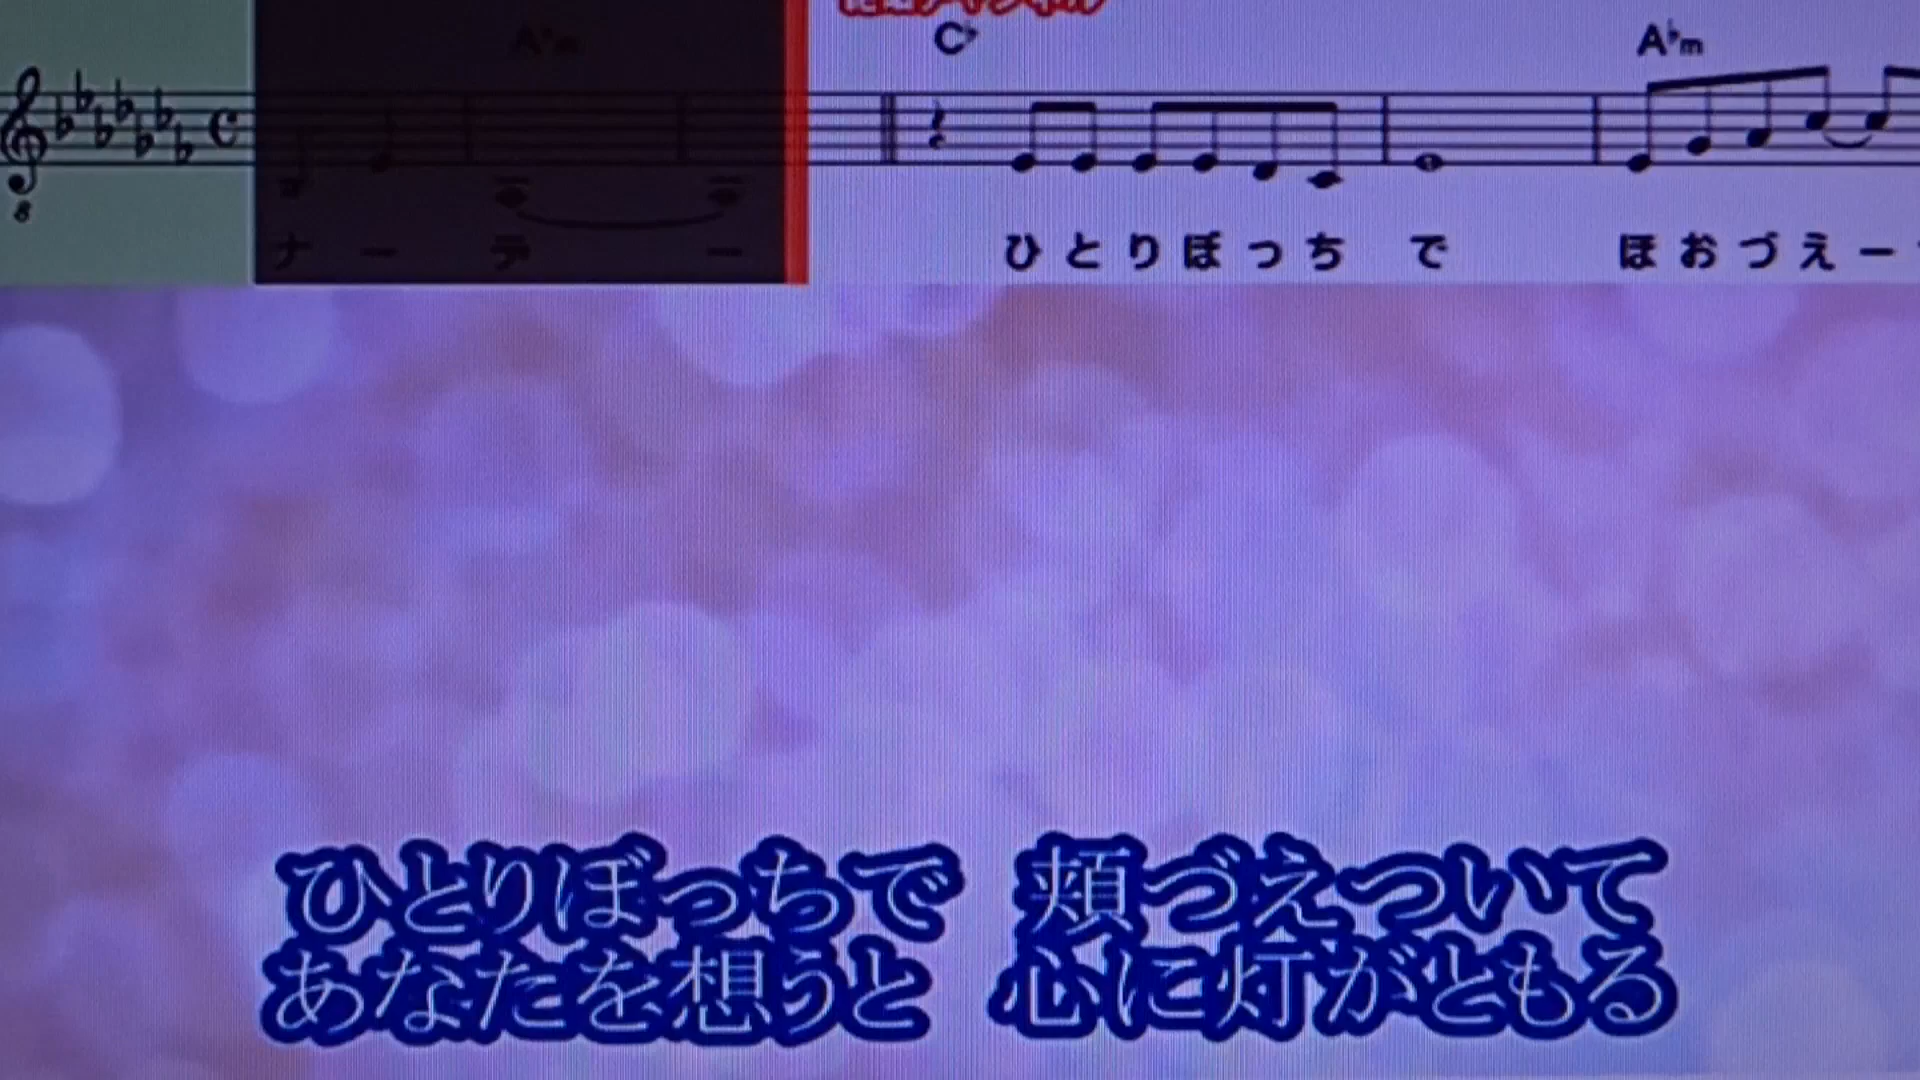 A♭m
C♭
A♭m
8
ナ ー テ ー
ひ と り ぼ っ ち で ほ お づ え ー
ひとりぼっちで 頬づえついて
あなたを想うと 心に灯がともる